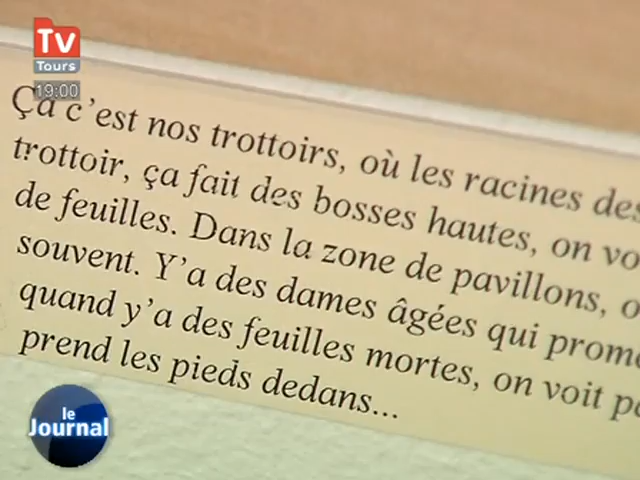 Tv
Tours
19:00
Ça c'est nos trottoirs, où les racines des
trottoir, ça fait des bosses hautes, on vo
de feuilles. Dans la zone de pavillons, o
souvent. Y'a des dames âgées qui prome
quand y'a des feuilles mortes, on voit pa
prend les pieds dedans...
le
Journal